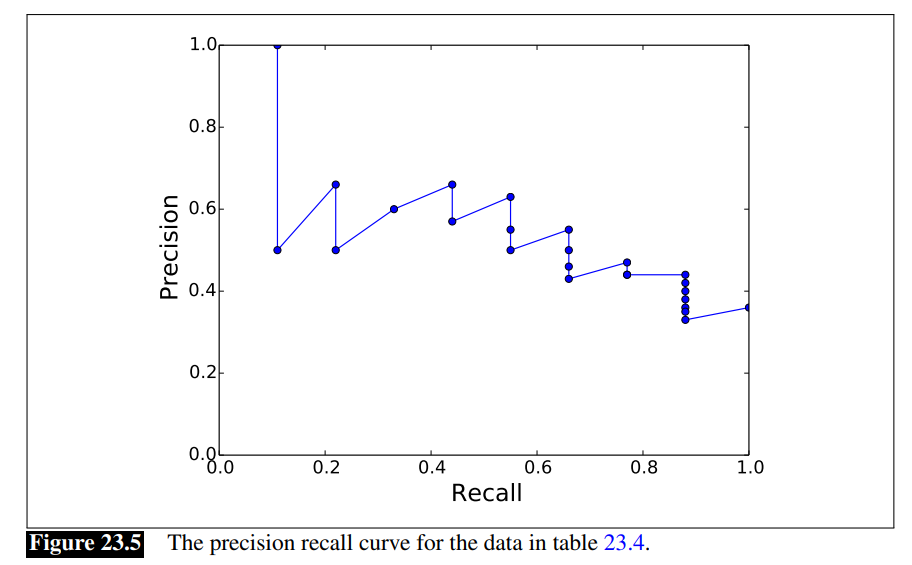 1.0
0.8
0.6
0.4
0.2
0.0
Precision
0.0 0.2 0.4 0.6 0.8 1.0
Recall
Figure 23.5 The precision recall curve for the data in table 23.4.